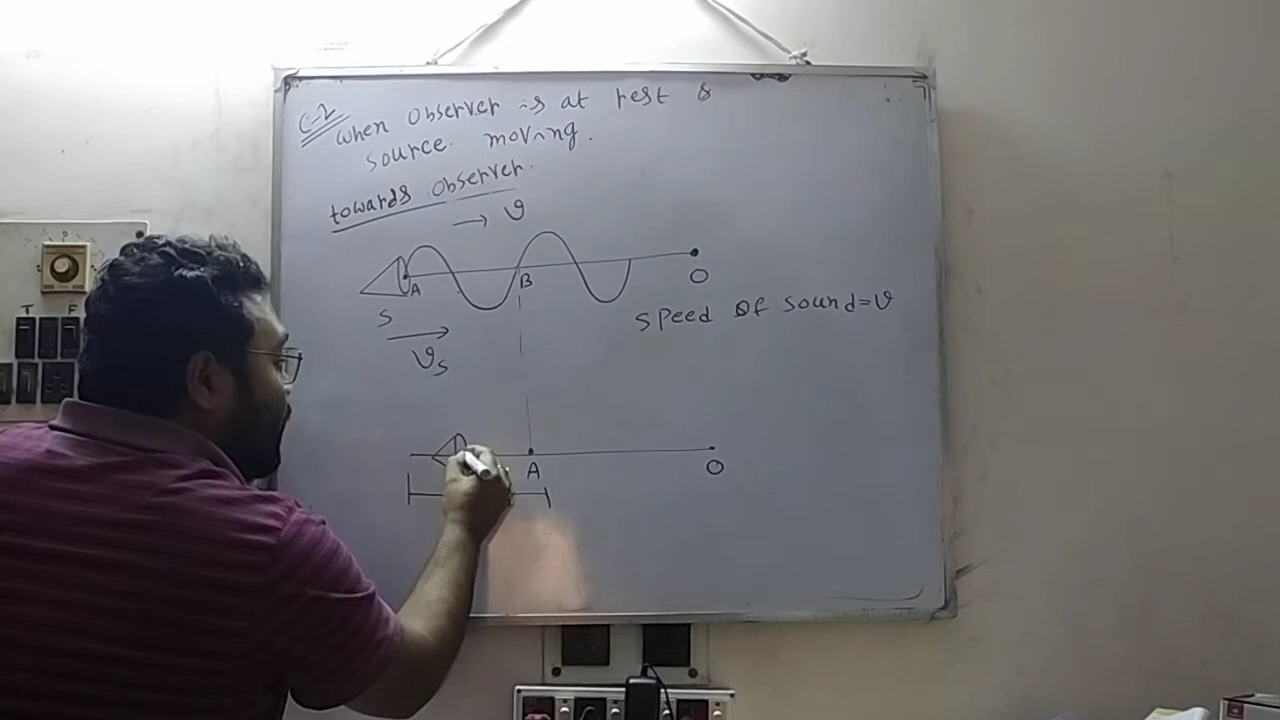 C-2
when observer is at rest &
source moving.
towards observer.
→ v
A
B
O
S
speed of sound=v
vs
A
O
T F